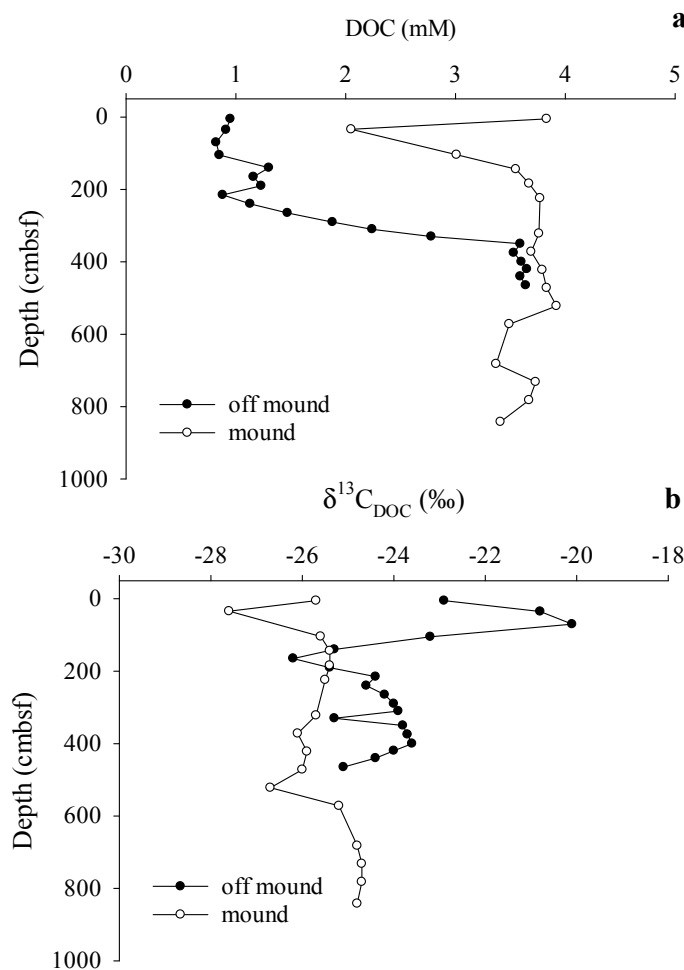 DOC (mM)
a
0 1 2 3 4 5
0
200
400
600
800
1000
Depth (cmbsf)
off mound
mound
δ¹³C_DOC (‰)
b
-30 -28 -26 -24 -22 -20 -18
0
200
400
600
800
1000
Depth (cmbsf)
off mound
mound